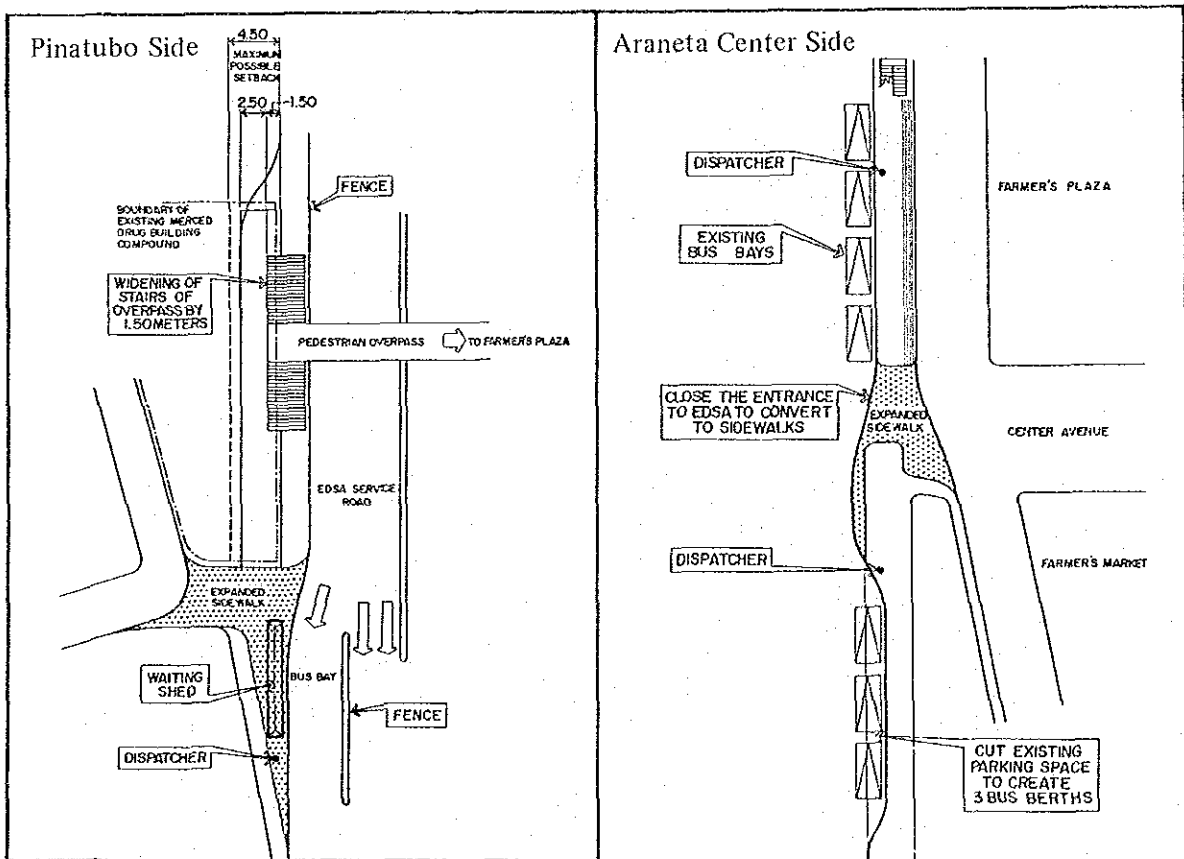 Pinatubo Side
4.50
MAXIMUM
POSSIBLE
SETBACK
2.50
1.50
FENCE
BOUNDARY OF
EXISTING MERCED
DRUG BUILDING
COMPOUND
WIDENING OF
STAIRS OF
OVERPASS BY
1.50METERS
PEDESTRIAN OVERPASS
TO FARMER'S PLAZA
EDSA SERVICE
ROAD
EXPANDED
SIDEWALK
WAITING
SHED
BUS BAY
FENCE
DISPATCHER
Araneta Center Side
DISPATCHER
FARMER'S PLAZA
EXISTING
BUS BAYS
CLOSE THE ENTRANCE
TO EDSA TO CONVERT
TO SIDEWALKS
EXPANDED
SIDEWALK
CENTER AVENUE
DISPATCHER
FARMER'S MARKET
CUT EXISTING
PARKING SPACE
TO CREATE
3 BUS BERTHS